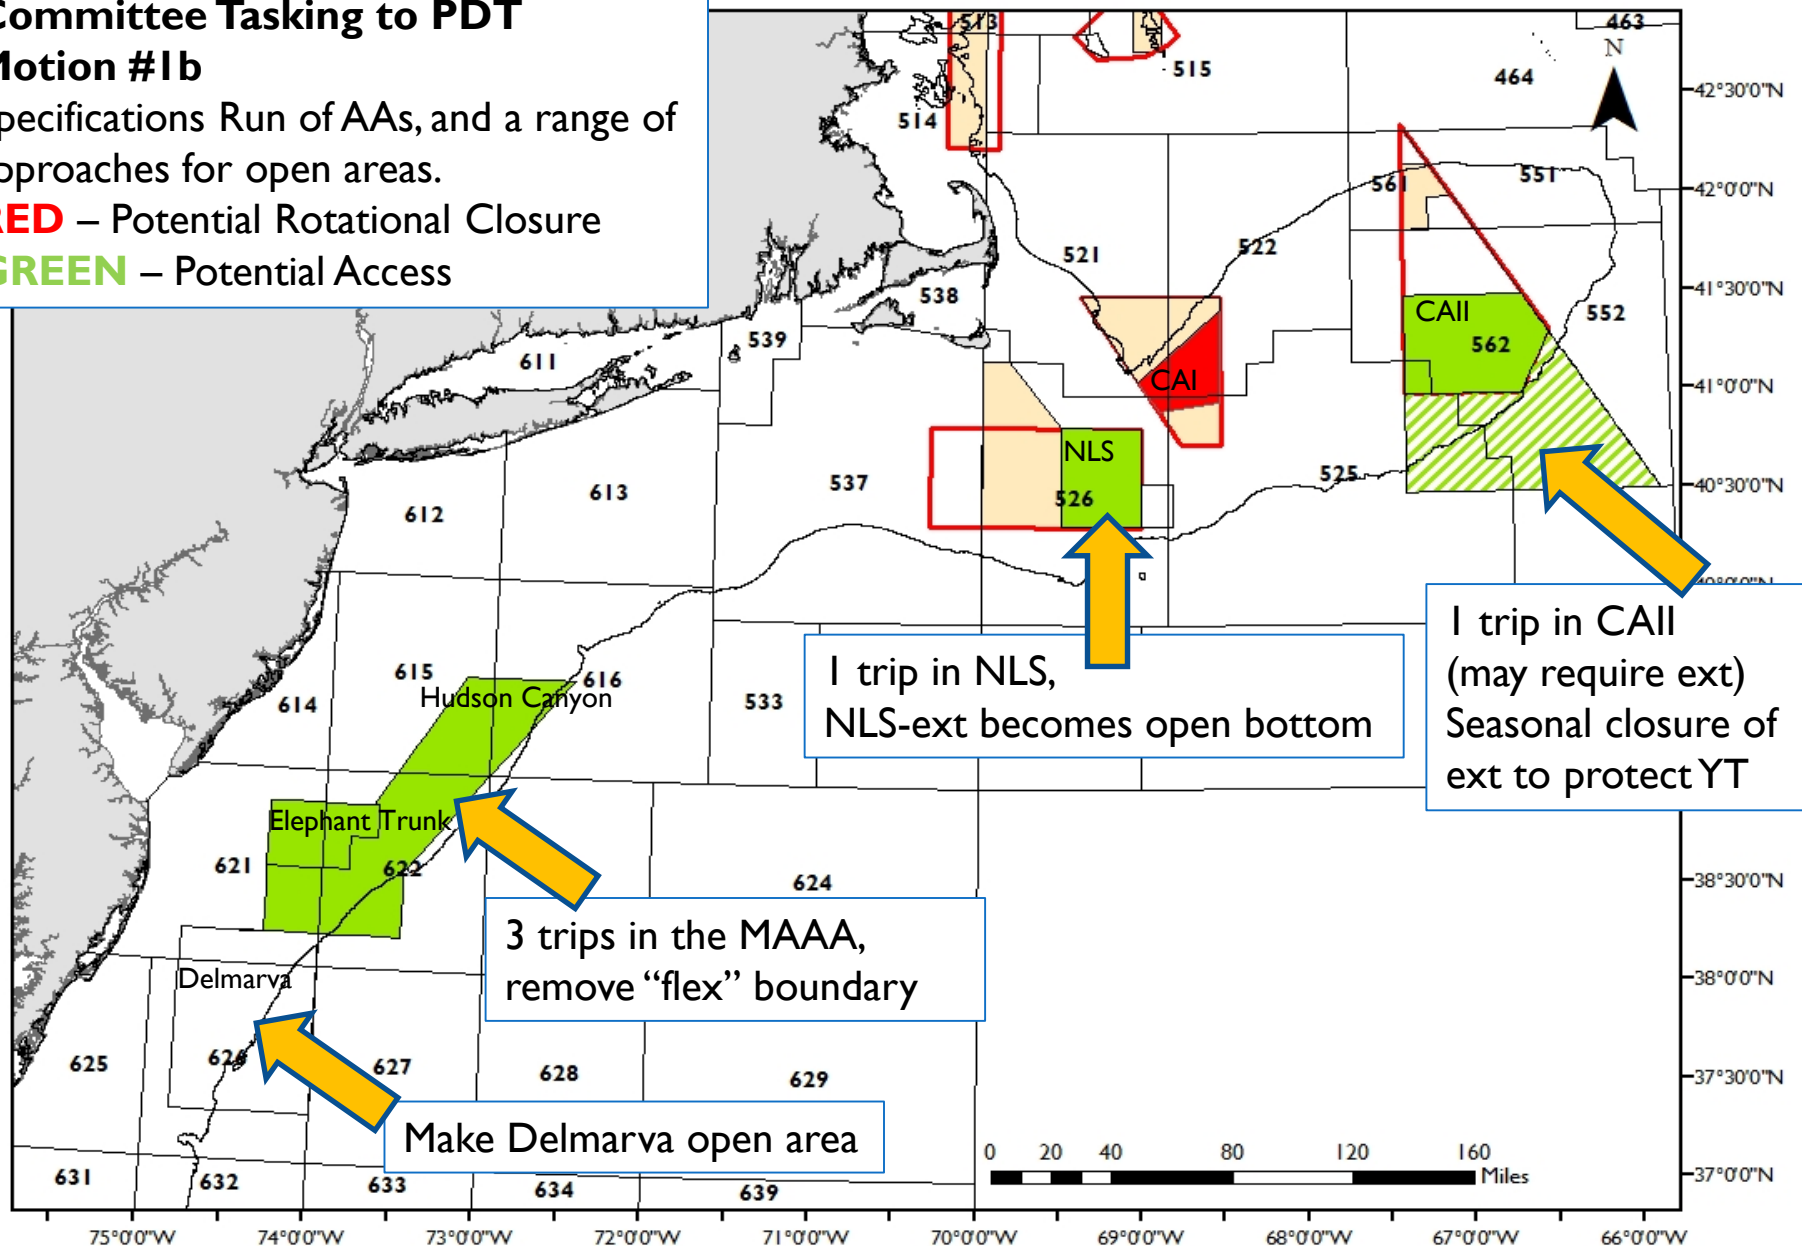 Committee Tasking to PDT
Motion #1b
pecifications Run of AAs, and a range of
pproaches for open areas.
RED – Potential Rotational Closure
GREEN – Potential Access
513
463
N
515
464
514
42°30'0"N
561
551
42°0'0"N
521
522
538
41°30'0"N
CAII
552
539
562
611
CAI
41°0'0"N
NLS
525
537
526
613
40°30'0"N
612
1 trip in NLS,
NLS-ext becomes open bottom
1 trip in CAII
(may require ext)
Seasonal closure of
ext to protect YT
615
616
Hudson Canyon
614
533
Elephant Trunk
621
622
624
38°30'0"N
3 trips in the MAAA,
remove “flex” boundary
Delmarva
38°0'0"N
625
626
627
628
629
37°30'0"N
Make Delmarva open area
0 20 40 80 120 160
Miles
37°0'0"N
631
632
633
634
639
75°0'0"W 74°0'0"W 73°0'0"W 72°0'0"W 71°0'0"W 70°0'0"W 69°0'0"W 68°0'0"W 67°0'0"W 66°0'0"W